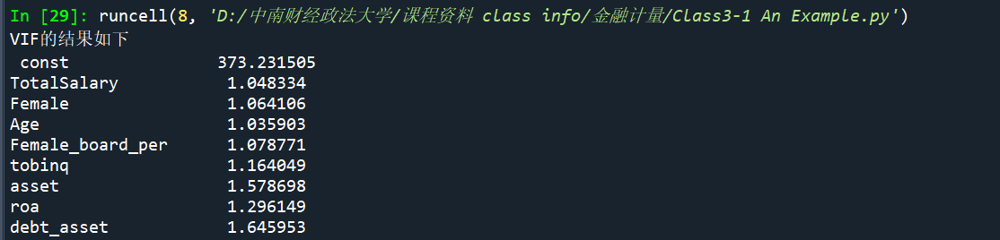 In [29]: runcell(8, 'D:/中南财经政法大学/课程资料 class info/金融计量/Class3-1 An Example.py')
VIF的结果如下
const 373.231505
TotalSalary 1.048334
Female 1.064106
Age 1.035903
Female_board_per 1.078771
tobinq 1.164049
asset 1.578698
roa 1.296149
debt_asset 1.645953